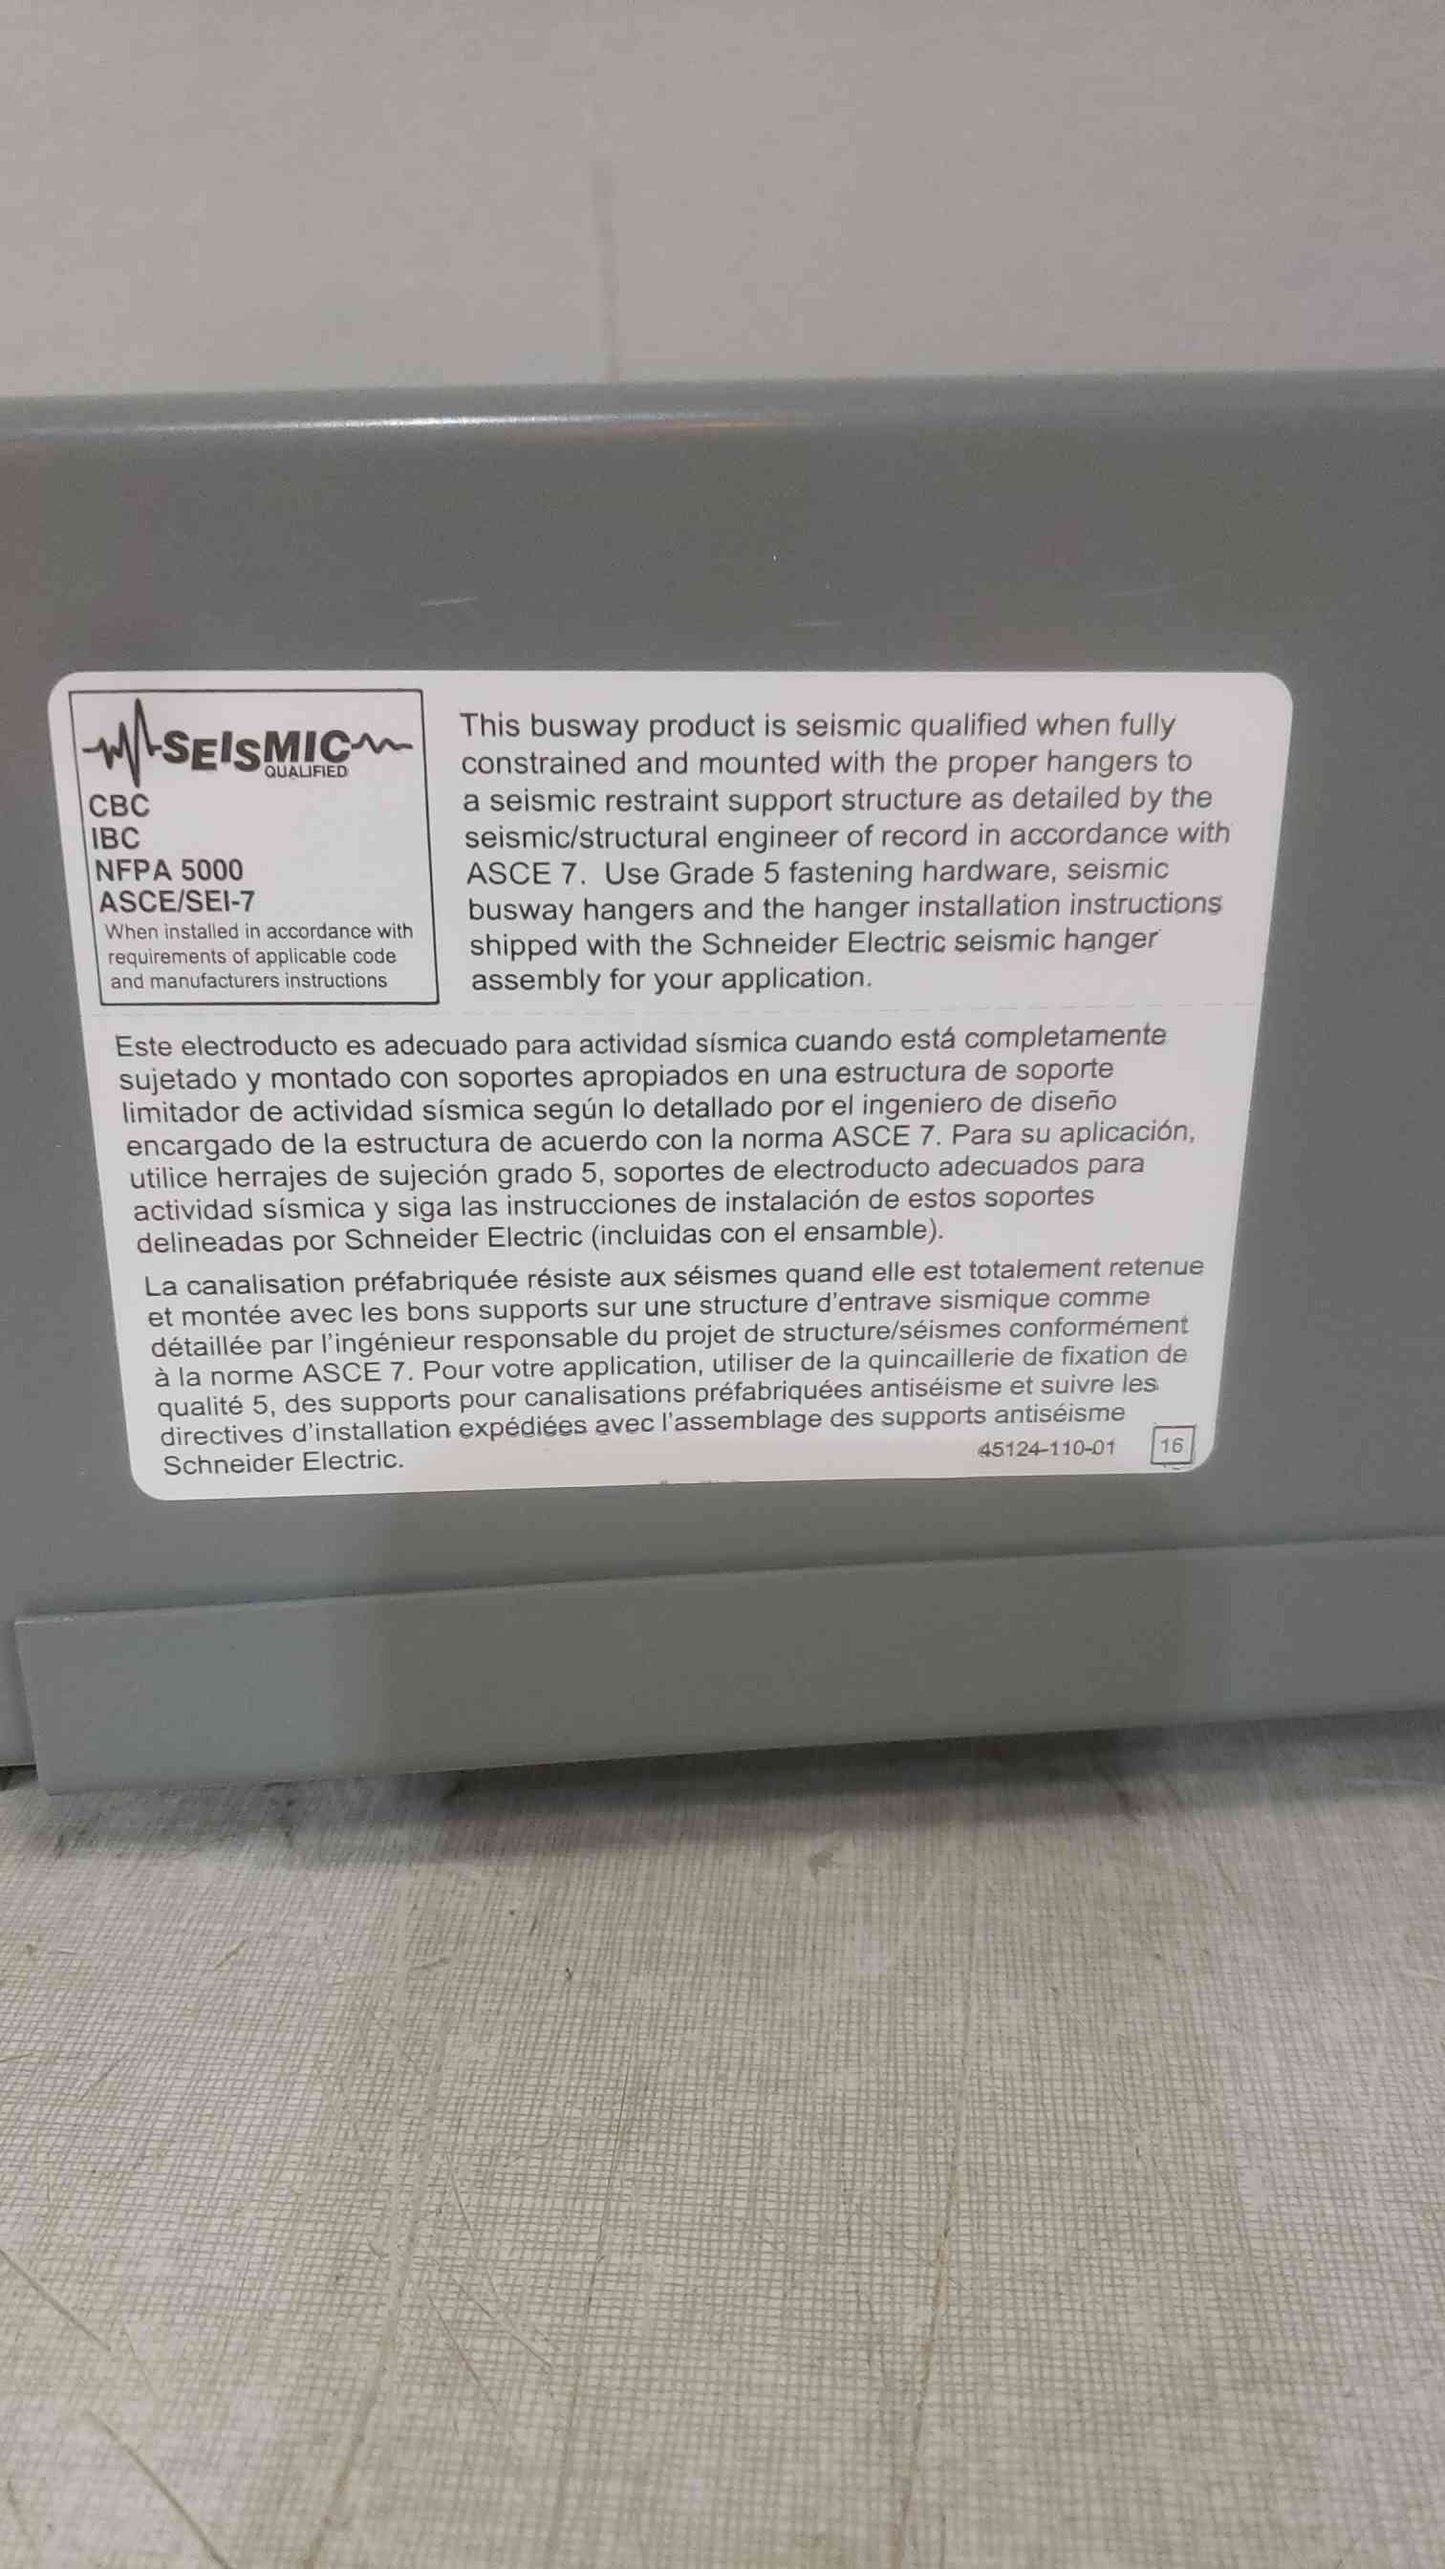 SEISMIC
QUALIFIED
CBC
IBC
NFPA 5000
ASCE/SEI-7
When installed in accordance with
requirements of applicable code
and manufacturers instructions
This busway product is seismic qualified when fully
constrained and mounted with the proper hangers to
a seismic restraint support structure as detailed by the
seismic/structural engineer of record in accordance with
ASCE 7. Use Grade 5 fastening hardware, seismic
busway hangers and the hanger installation instructions
shipped with the Schneider Electric seismic hanger
assembly for your application.
Este electroducto es adecuado para actividad sísmica cuando está completamente
sujetado y montado con soportes apropiados en una estructura de soporte
limitador de actividad sísmica según lo detallado por el ingeniero de diseño
encargado de la estructura de acuerdo con la norma ASCE 7. Para su aplicación,
utilice herrajes de sujeción grado 5, soportes de electroducto adecuados para
actividad sísmica y siga las instrucciones de instalación de estos soportes
delineadas por Schneider Electric (incluidas con el ensamble).
La canalisation préfabriquée résiste aux séismes quand elle est totalement retenue
et montée avec les bons supports sur une structure d'entrave sismique comme
détaillée par l'ingénieur responsable du projet de structure/séismes conformément
à la norme ASCE 7. Pour votre application, utiliser de la quincaillerie de fixation de
qualité 5, des supports pour canalisations préfabriquées antiséisme et suivre les
directives d'installation expédiées avec l'assemblage des supports antiséisme
Schneider Electric.
45124-110-01
16